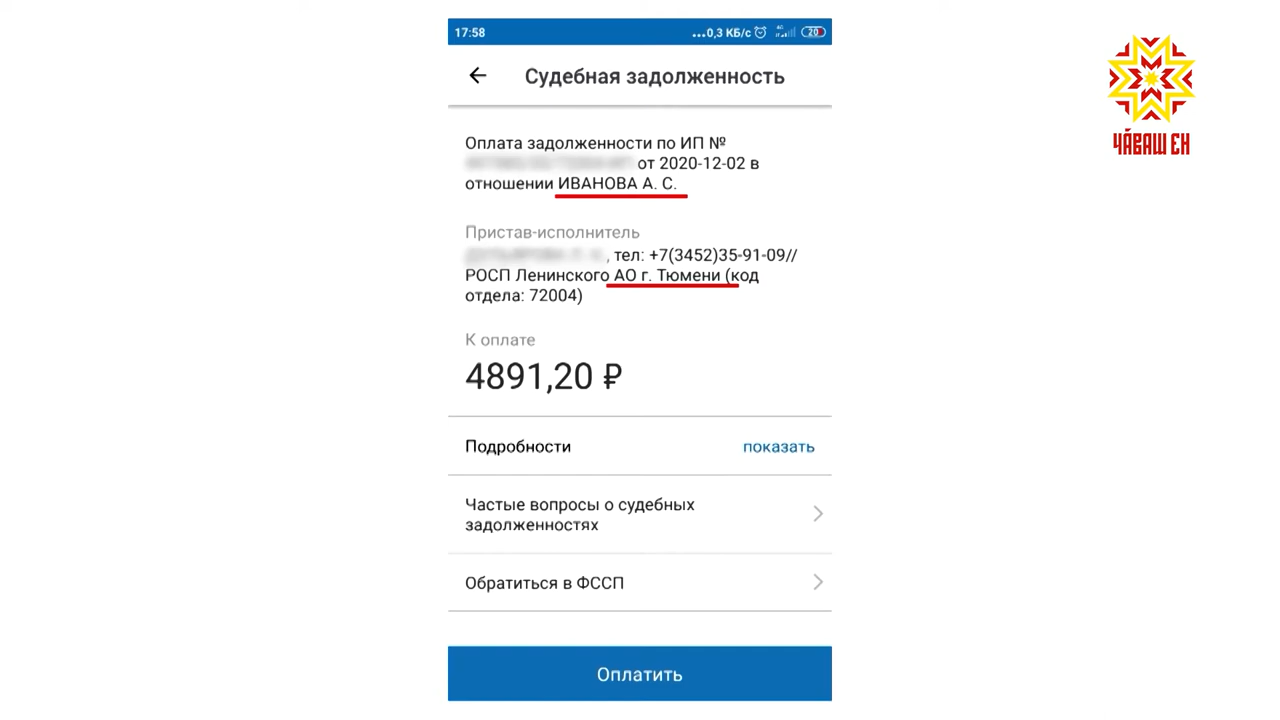 17:58
...0,3 КБ/с 4G 20
Судебная задолженность
Оплата задолженности по ИП №
от 2020-12-02 в
отношении ИВАНОВА А. С.
Пристав-исполнитель
, тел: +7(3452)35-91-09//
РОСП Ленинского АО г. Тюмени (код
отдела: 72004)
К оплате
4891,20 ₽
Подробности показать
Частые вопросы о судебных
задолженностях
Обратиться в ФССП
Оплатить
ЧӐВАШ ЕН